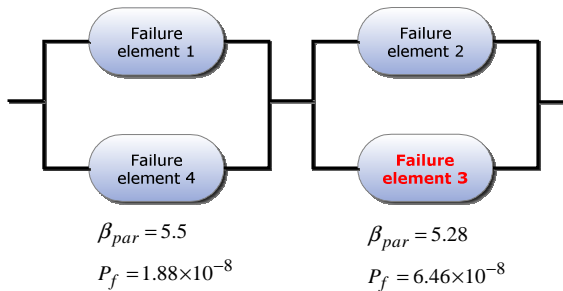 Failure
element 1
Failure
element 2
Failure
element 4
Failure
element 3
β_par = 5.5
P_f = 1.88×10^-8
β_par = 5.28
P_f = 6.46×10^-8